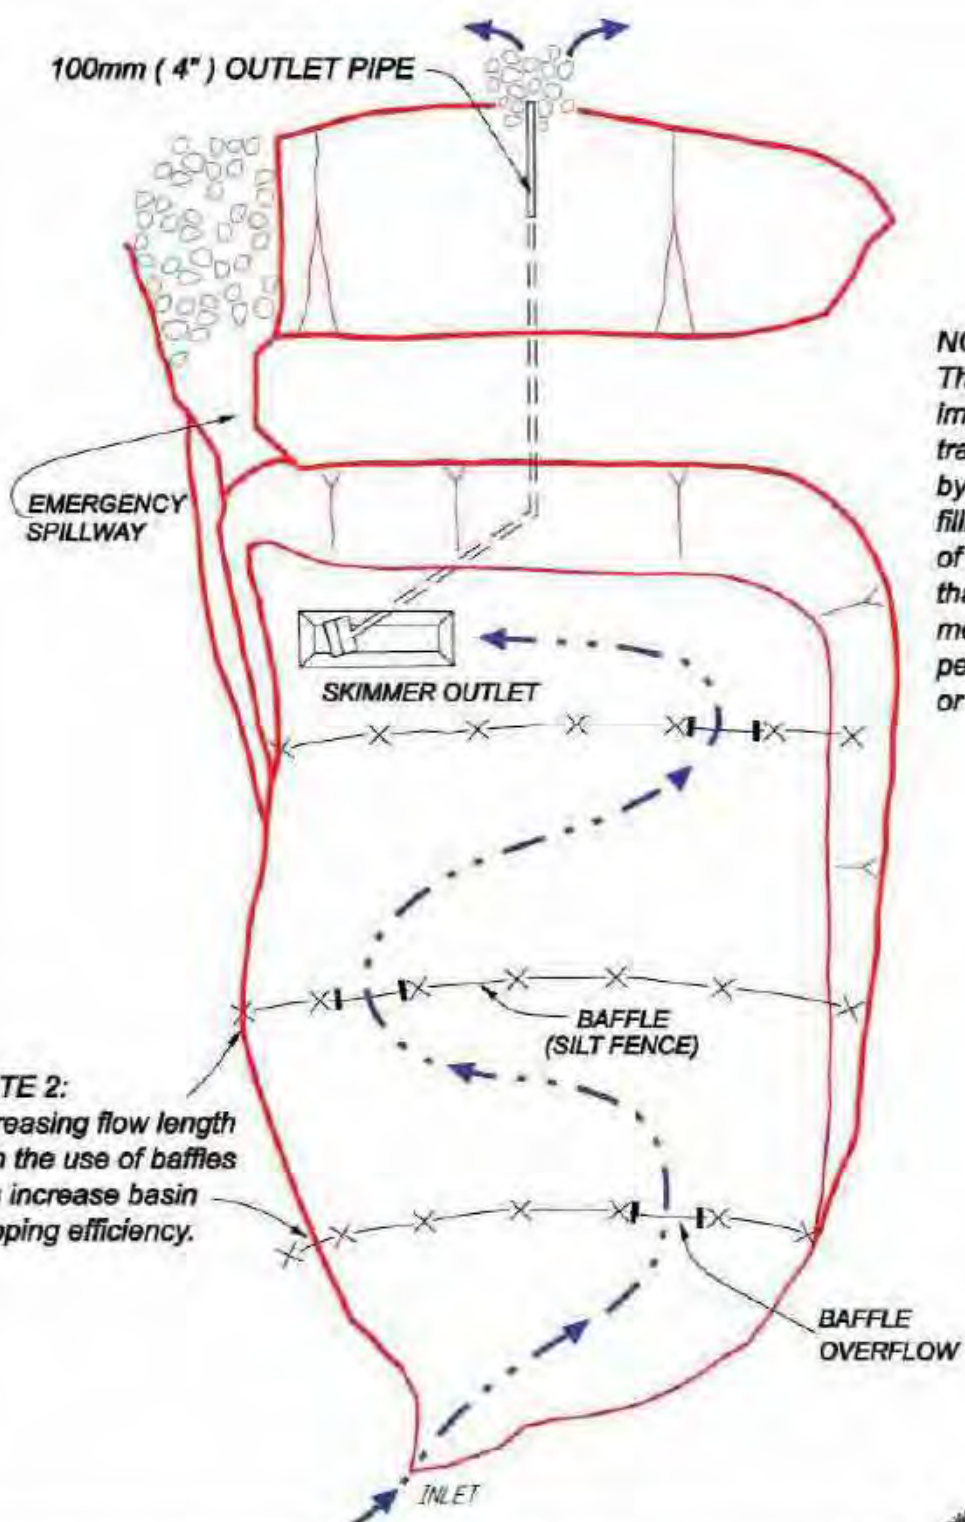 100mm ( 4" ) OUTLET PIPE
EMERGENCY
SPILLWAY
SKIMMER OUTLET
BAFFLE
(SILT FENCE)
TE 2:
reasing flow length
the use of baffles
increase basin
pping efficiency.
BAFFLE
OVERFLOW
INLET